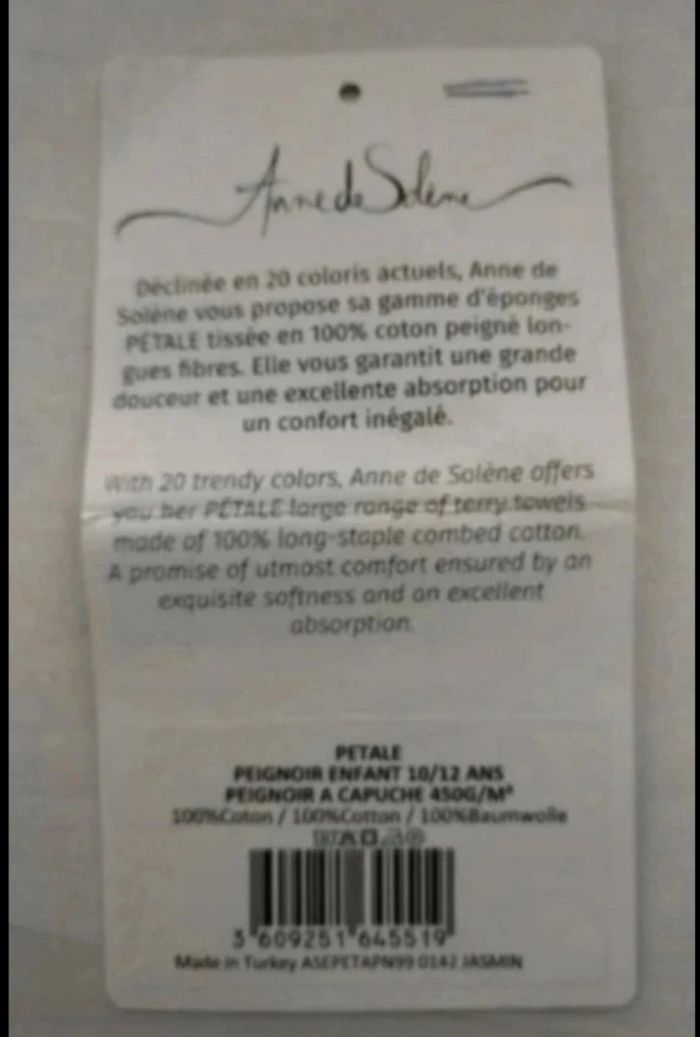 Anne de Solène
Déclinée en 20 coloris actuels, Anne de
Solène vous propose sa gamme d'éponges
PÉTALE tissée en 100% coton peigné lon-
gues fibres. Elle vous garantit une grande
douceur et une excellente absorption pour
un confort inégalé.
With 20 trendy colors, Anne de Solène offers
you her PÉTALE large range of terry towels
made of 100% long-staple combed cotton.
A promise of utmost comfort ensured by an
exquisite softness and an excellent
absorption.
PETALE
PEIGNOIR ENFANT 10/12 ANS
PEIGNOIR A CAPUCHE 450G/M²
100%Coton / 100%Cotton / 100%Baumwolle
3 609251 645519
Made in Turkey ASEPETAPN99 0142 JASMIN